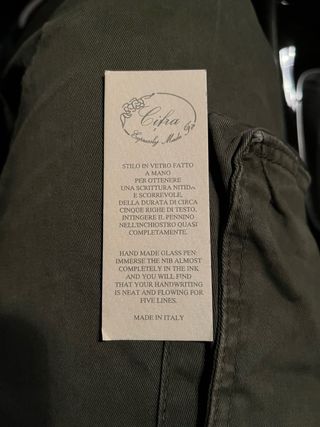 Cifra
Expressly Made
STILO IN VETRO FATTO
A MANO
PER OTTENERE
UNA SCRITTURA NITIDA
E SCORREVOLE,
DELLA DURATA DI CIRCA
CINQUE RIGHE DI TESTO,
INTINGERE IL PENNINO
NELL'INCHIOSTRO QUASI
COMPLETAMENTE.
HAND MADE GLASS PEN:
IMMERSE THE NIB ALMOST
COMPLETELY IN THE INK
AND YOU WILL FIND
THAT YOUR HANDWRITING
IS NEAT AND FLOWING FOR
FIVE LINES.
MADE IN ITALY